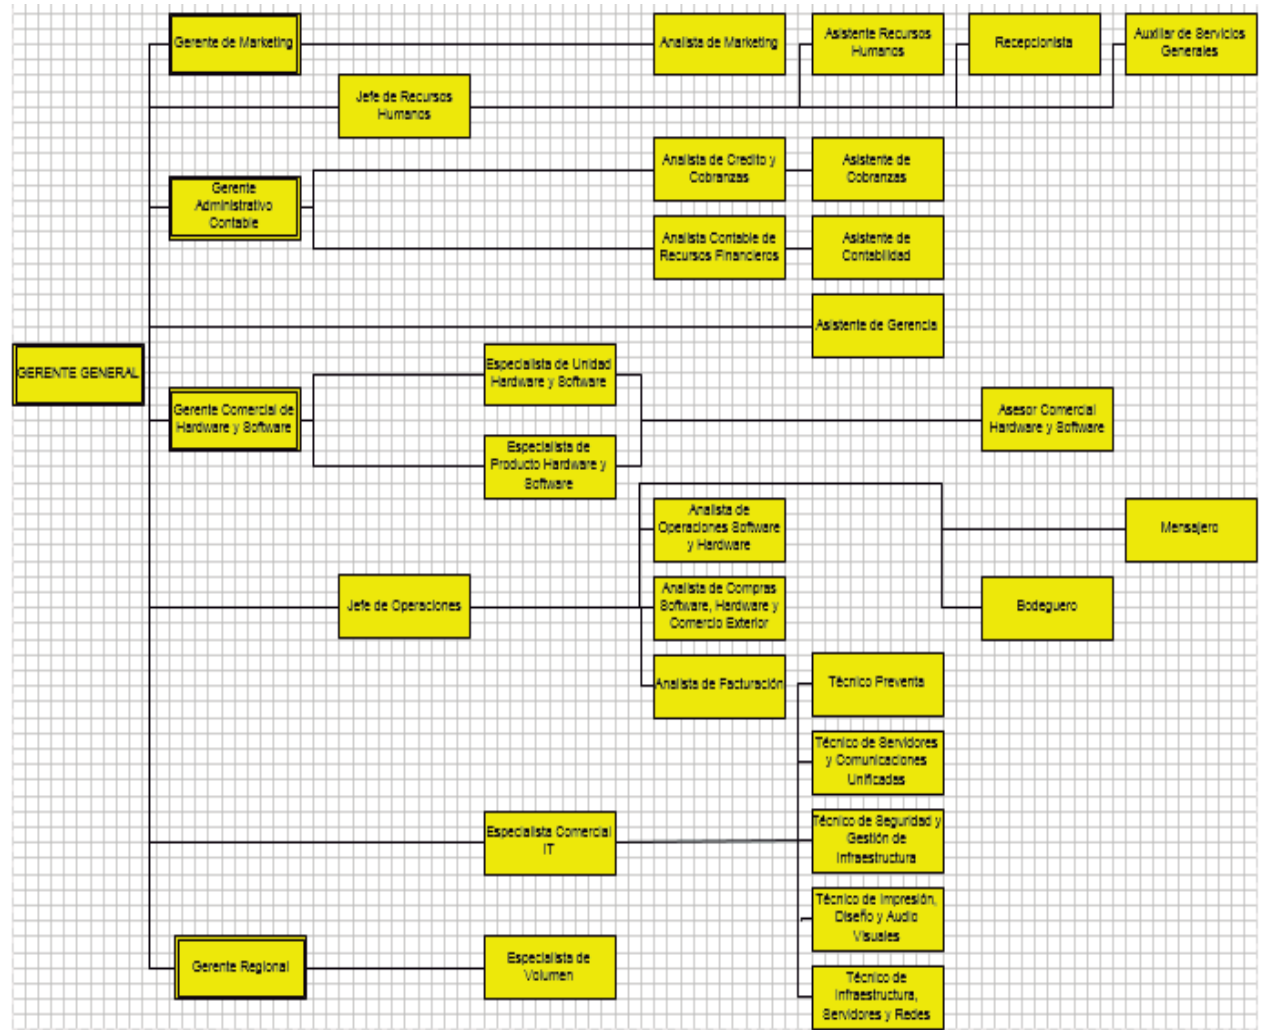 Gerente de Marketing
Analista de Marketing
Asistente Recursos
Humanos
Recepcionista
Auxiliar de Servicios
Generales
Jefe de Recursos
Humanos
Analista de Credito y
Cobranzas
Asistente de
Cobranzas
Gerente
Administrativo
Contable
Analista Contable de
Recursos Financieros
Asistente de
Contabilidad
Asistente de Gerencia
GERENTE GENERAL
Especialista de Unidad
Hardware y Software
Gerente Comercial de
Hardware y Software
Asesor Comercial
Hardware y Software
Especialista de
Producto Hardware y
Software
Analista de
Operaciones Software
y Hardware
Mensajero
Jefe de Operaciones
Analista de Compras
Software, Hardware y
Comercio Exterior
Bodeguero
Analista de Facturación
Técnico Preventa
Técnico de Servidores
y Comunicaciones
Unificadas
Especialista Comercial
IT
Técnico de Seguridad y
Gestión de
Infraestructura
Técnico de Impresión,
Diseño y Audio
Visuales
Gerente Regional
Especialista de
Volumen
Técnico de
Infraestructura,
Servidores y Redes